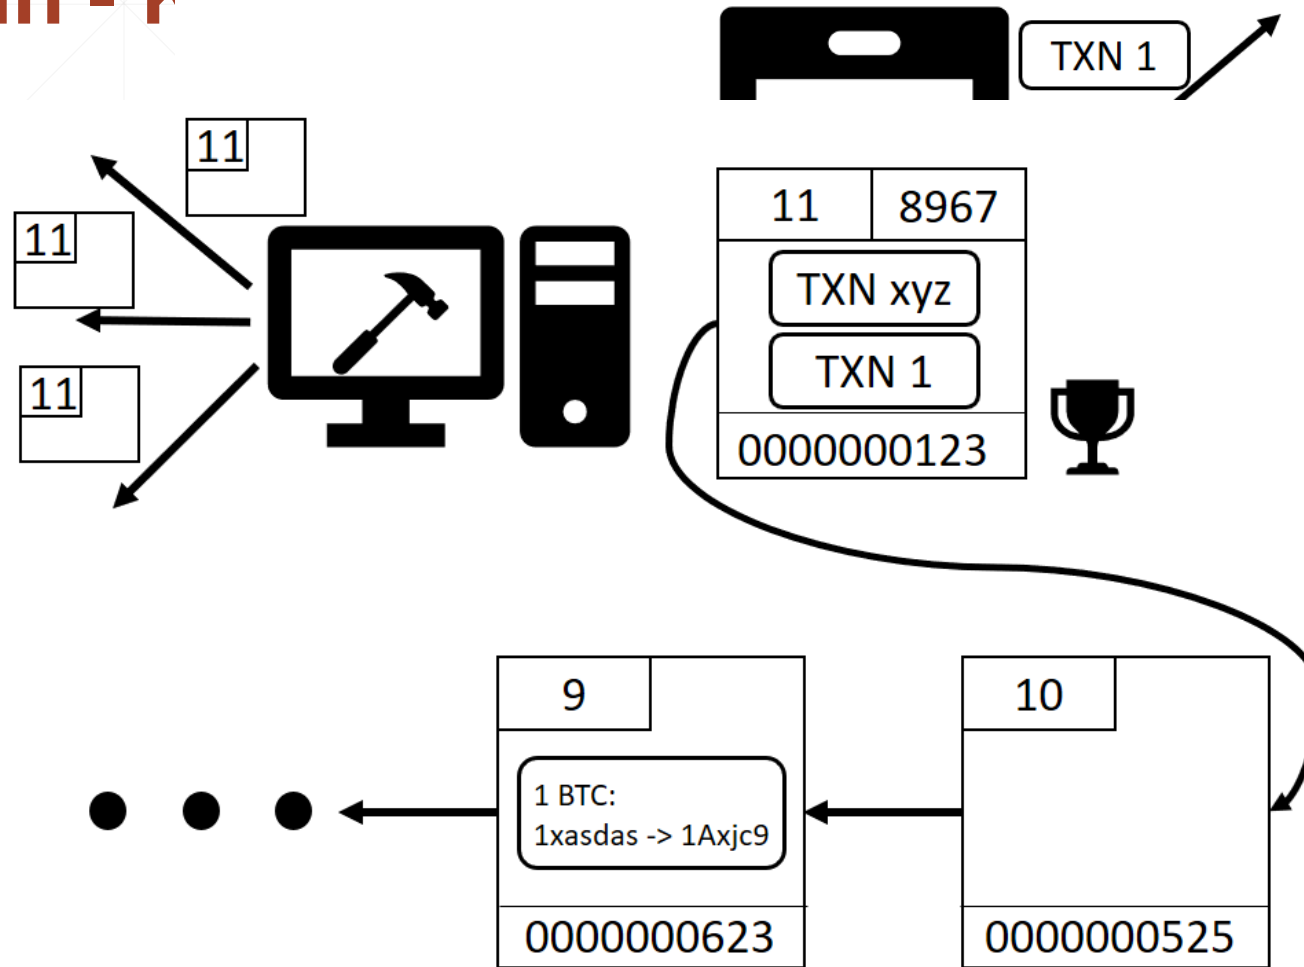 TXN 1
11
11
11
11 8967
TXN xyz
TXN 1
0000000123
9
10
1 BTC:
1xasdas -> 1Axjc9
0000000623
0000000525